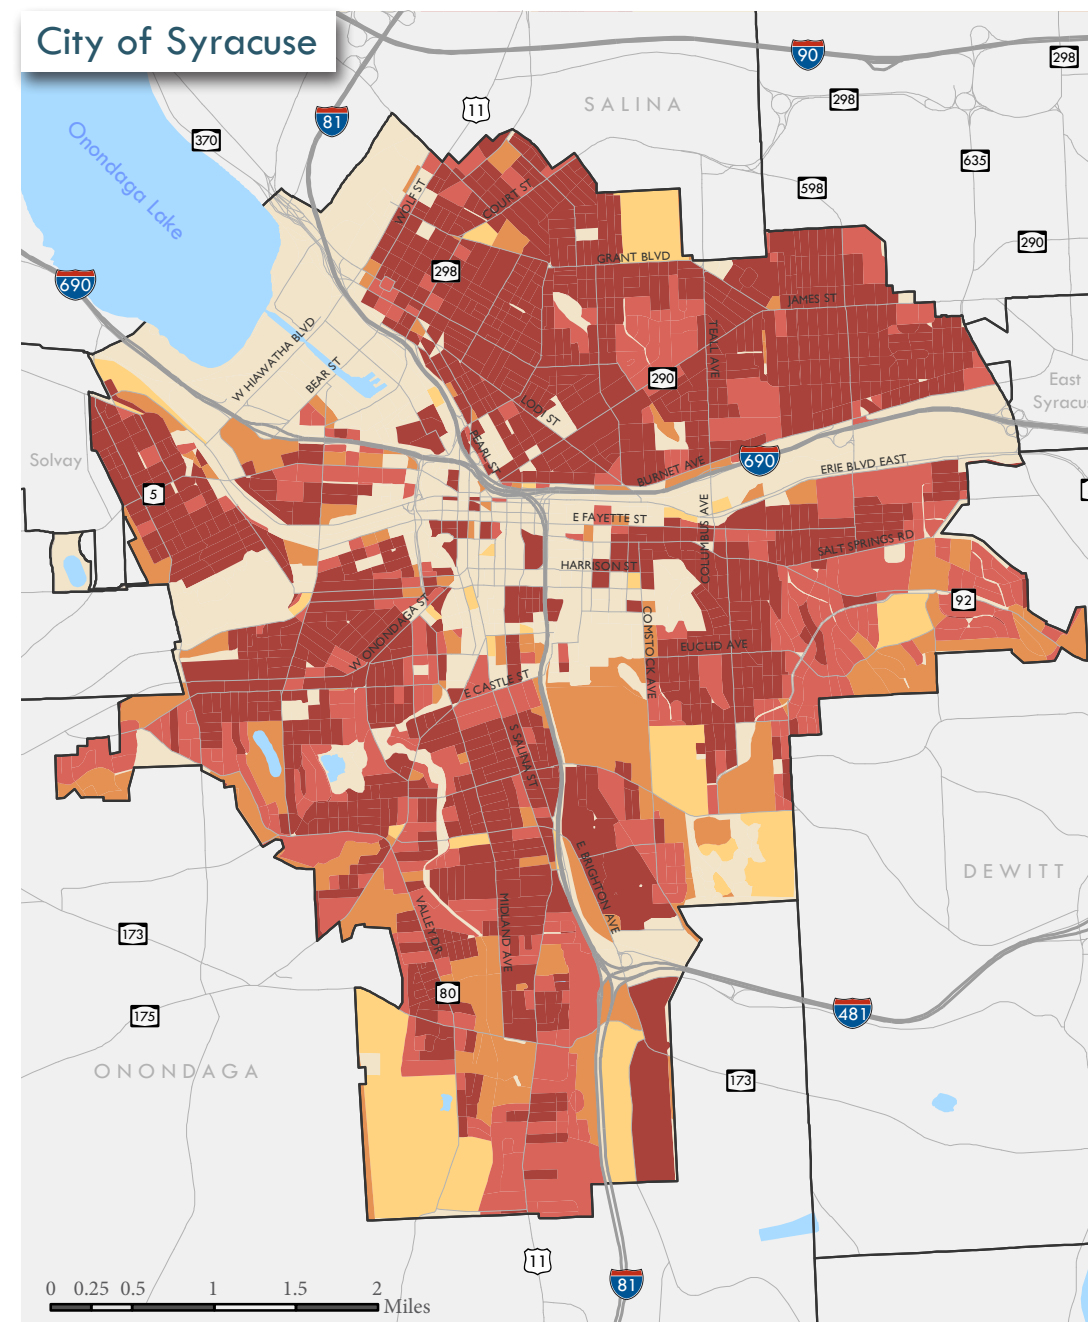 City of Syracuse
90
298
81
11
SALINA
298
370
Onondaga Lake
635
598
WOLF ST
COURT ST
290
GRANT BLVD
298
690
JAMES ST
W HIAWATHA BLVD
TEALL AVE
BEAR ST
290
East
LODI ST
PEARL ST
Solvay
BURNET AVE
690
ERIE BLVD EAST
5
E FAYETTE ST
COLUMBUS AVE
SALT SPRINGS RD
HARRISON ST
92
W ONONDAGA ST
COMSTOCK AVE
EUCLID AVE
E CASTLE ST
S SALINA ST
E BRIGHTON AVE
DEWITT
VALLEY DR
MIDLAND AVE
173
80
481
175
ONONDAGA
173
11
81
0 0.25 0.5 1 1.5 2
Miles